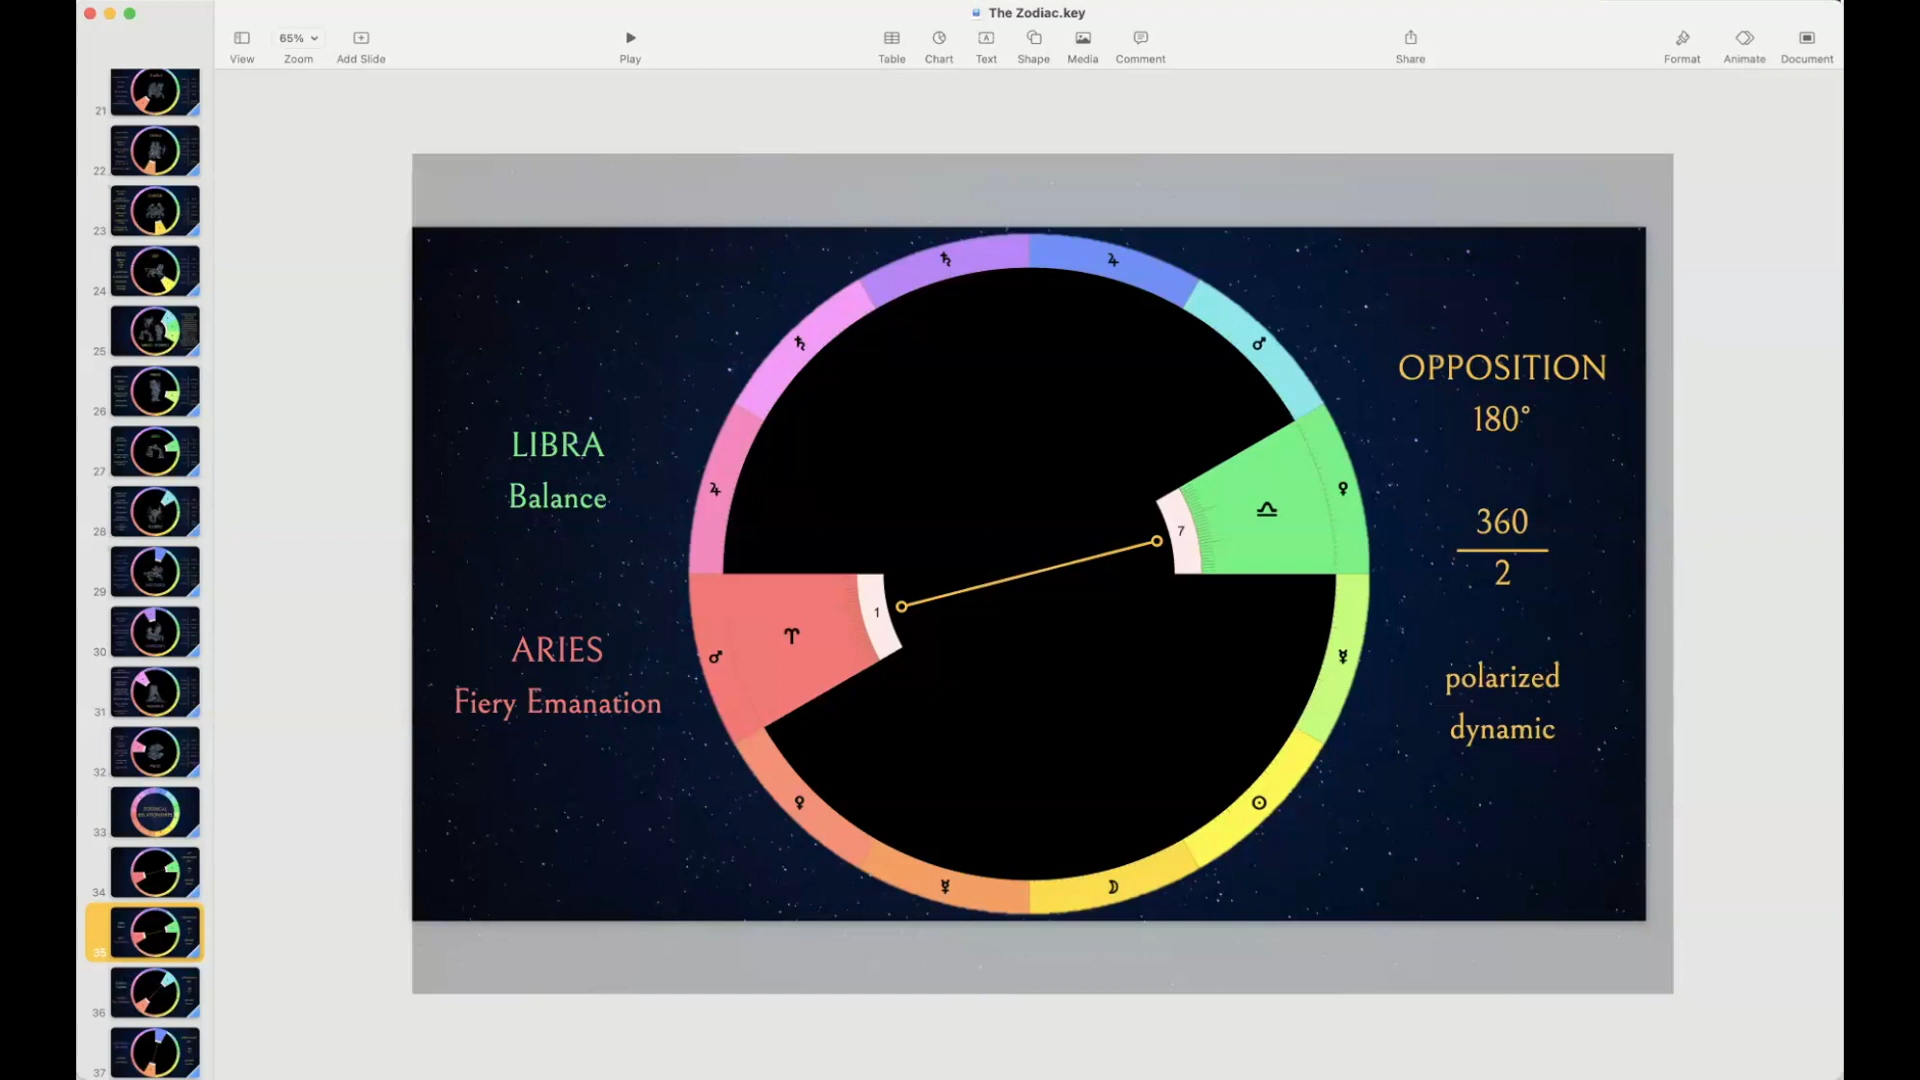 The Zodiac.key
65%
View
Zoom
Add Slide
Play
Table
Chart
Text
Shape
Media
Comment
Share
Format
Animate
Document
21
22
23
24
25
26
27
28
29
30
31
32
33
34
35
36
37
LIBRA
Balance
ARIES
Fiery Emanation
♄
♃
♄
♂
♃
♀
♎
7
1
♈
♂
☿
♀
☉
☿
☽
OPPOSITION
180°
360
2
polarized
dynamic